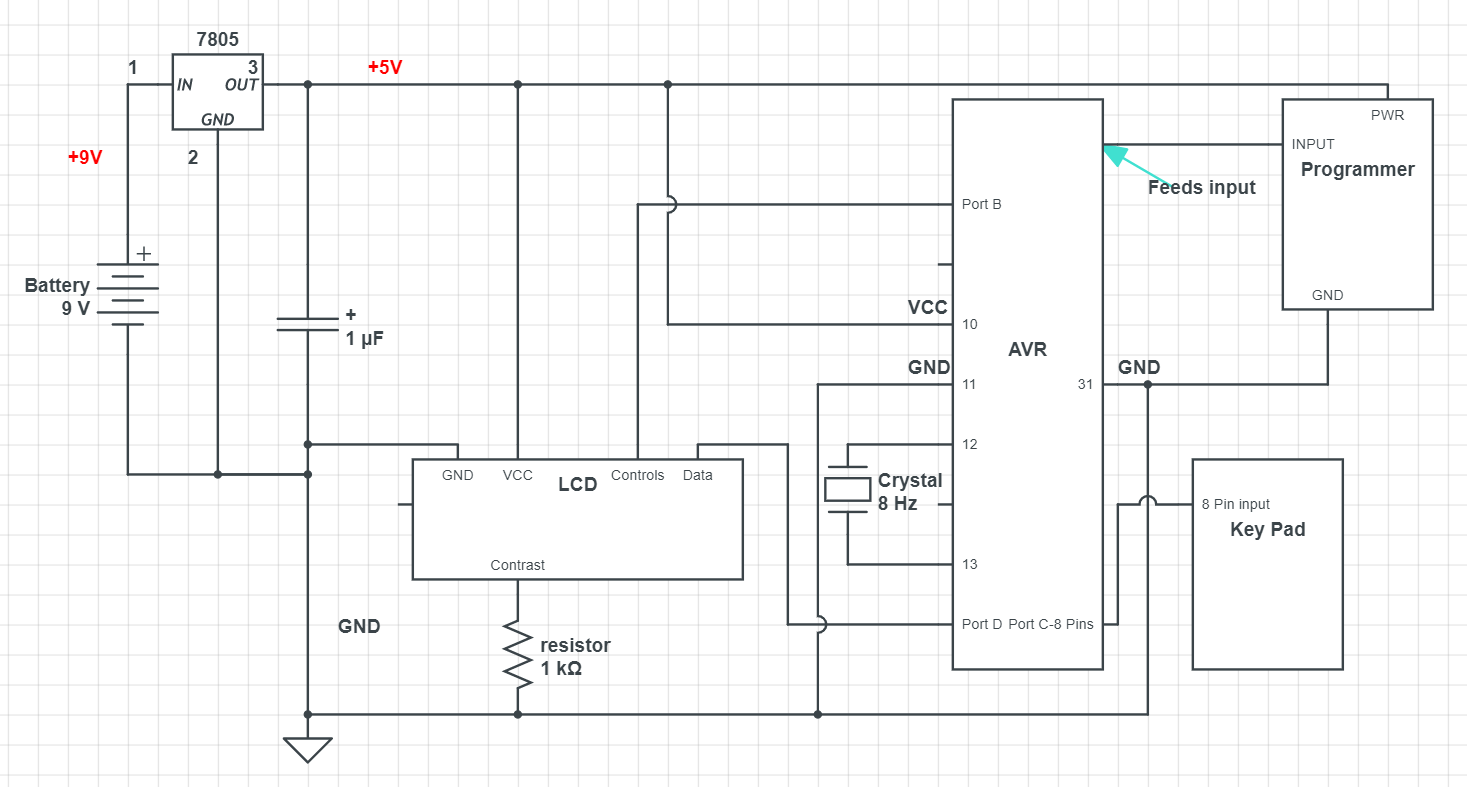 7805
1
3
+5V
IN
OUT
GND
PWR
+9V
2
INPUT
Programmer
Feeds input
Port B
+
Battery
9 V
GND
VCC
+
1 µF
10
AVR
GND
11
31
GND
12
GND
VCC
LCD
Controls
Data
Crystal
8 Hz
8 Pin input
Key Pad
Contrast
13
GND
Port D
Port C-8 Pins
resistor
1 kΩ